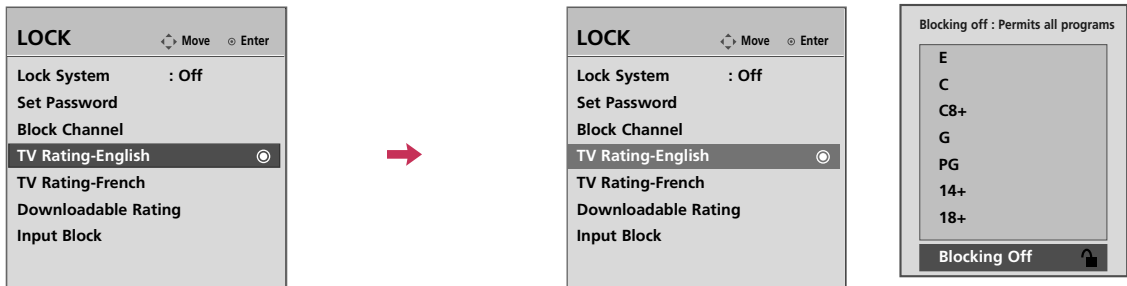 LOCK Move Enter
Lock System : Off
Set Password
Block Channel
TV Rating-English
TV Rating-French
Downloadable Rating
Input Block
LOCK Move Enter
Lock System : Off
Set Password
Block Channel
TV Rating-English
TV Rating-French
Downloadable Rating
Input Block
Blocking off : Permits all programs
E
C
C8+
G
PG
14+
18+
Blocking Off